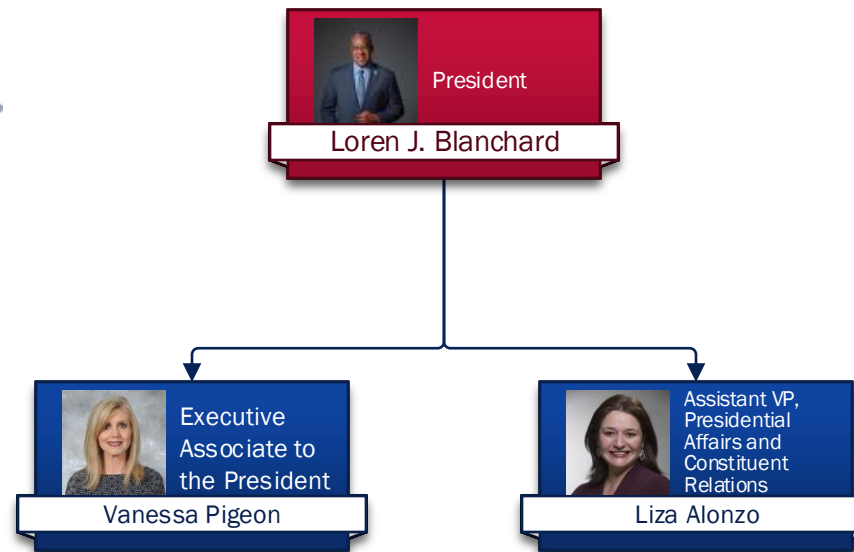 President
Loren J. Blanchard
Executive
Associate to
the President
Vanessa Pigeon
Assistant VP,
Presidential
Affairs and
Constituent
Relations
Liza Alonzo